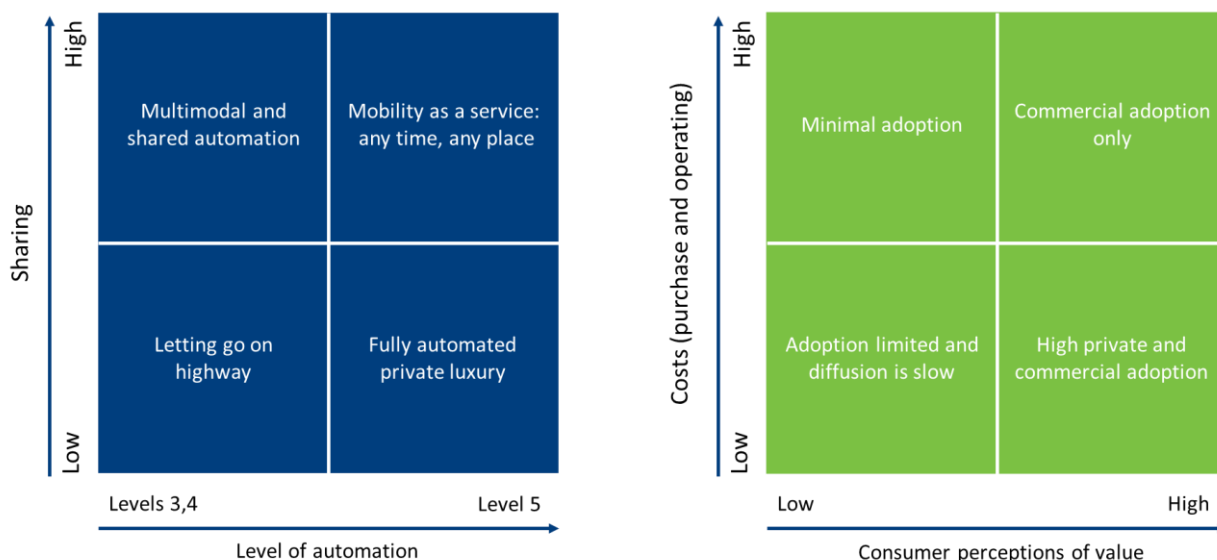 Sharing
High
Low
Multimodal and
shared automation
Mobility as a service:
any time, any place
Letting go on
highway
Fully automated
private luxury
Levels 3,4
Level 5
Level of automation
Costs (purchase and operating)
High
Low
Minimal adoption
Commercial adoption
only
Adoption limited and
diffusion is slow
High private and
commercial adoption
Low
High
Consumer perceptions of value